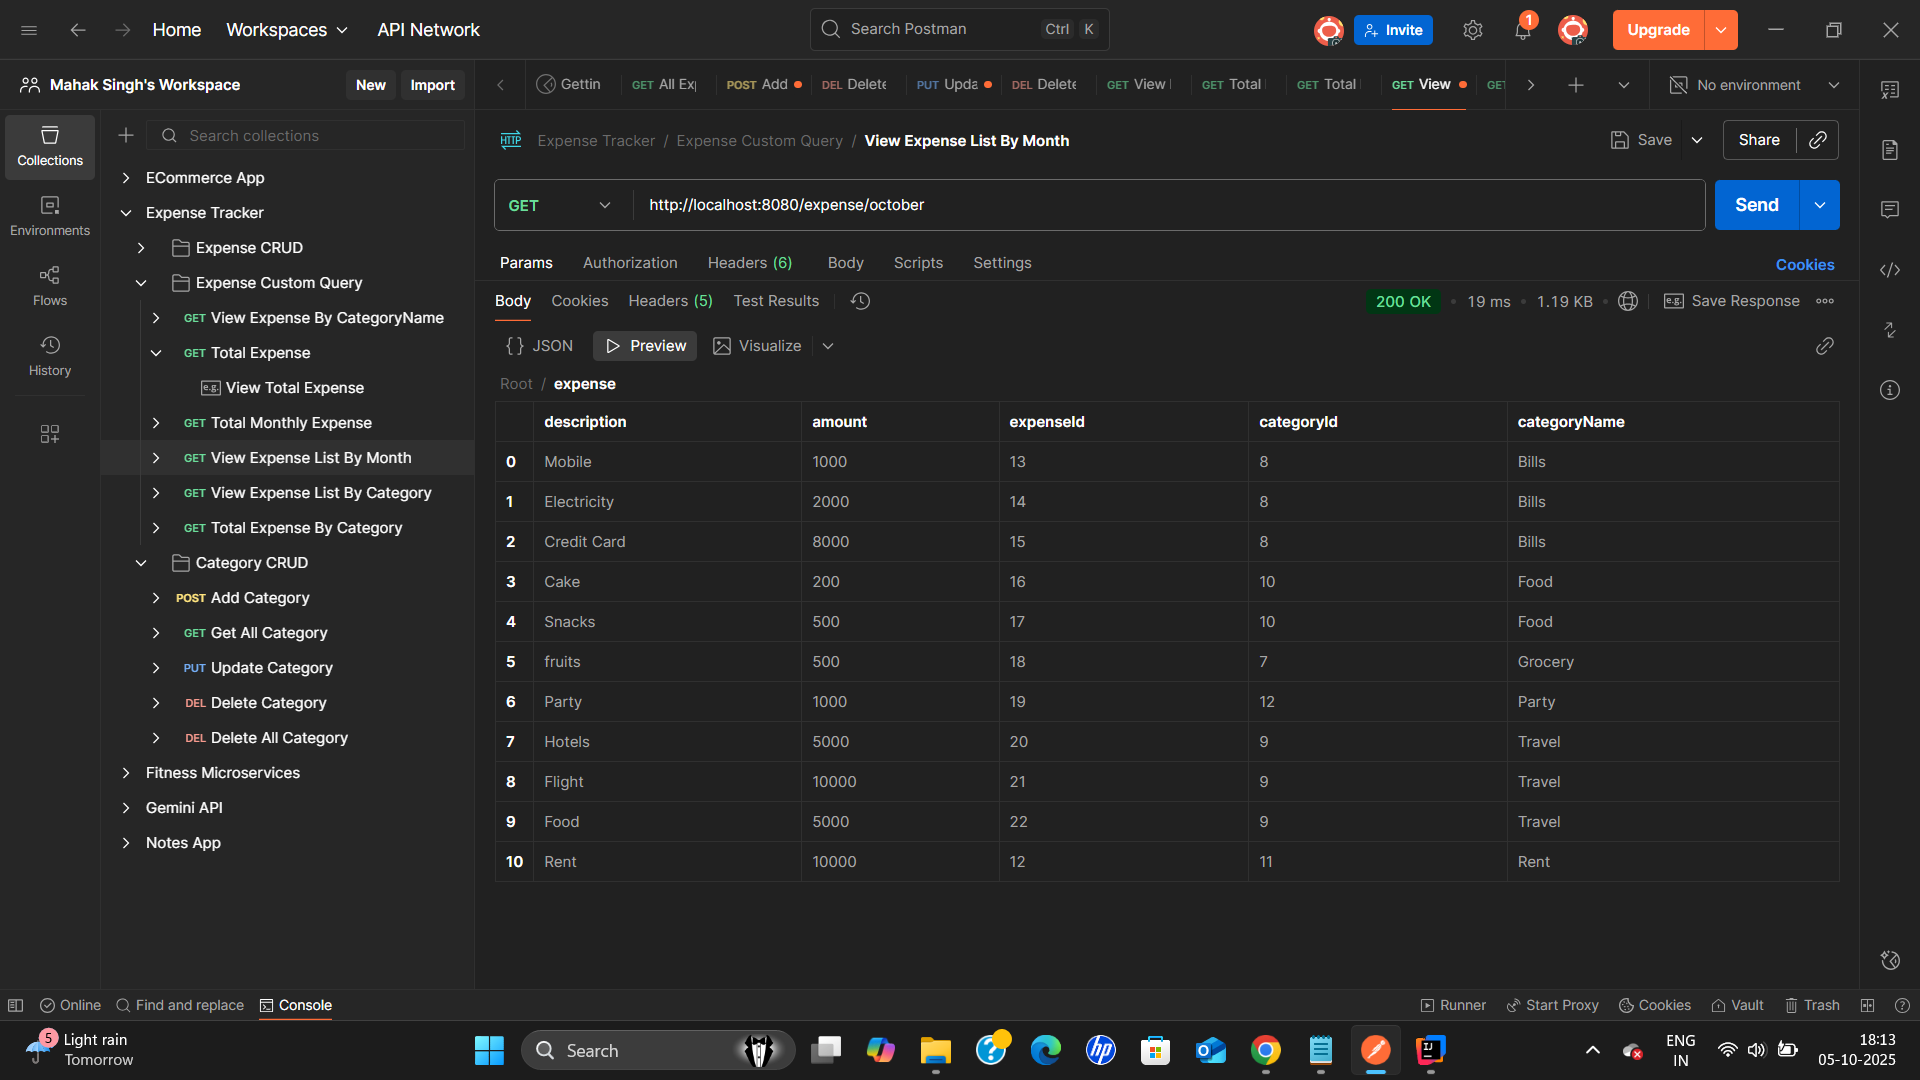 Home Workspaces API Network Search Postman Ctrl K Invite 1 Upgrade
Mahak Singh's Workspace New Import
Gettin GET All Exp POST Add DEL Delete PUT Upda DEL Delete GET View GET Total GET Total GET View GET No environment
Collections
Environments
Flows
History
Search collections
ECommerce App
Expense Tracker
Expense CRUD
Expense Custom Query
GET View Expense By CategoryName
GET Total Expense
e.g. View Total Expense
GET Total Monthly Expense
GET View Expense List By Month
GET View Expense List By Category
GET Total Expense By Category
Category CRUD
POST Add Category
GET Get All Category
PUT Update Category
DEL Delete Category
DEL Delete All Category
Fitness Microservices
Gemini API
Notes App
HTTP Expense Tracker / Expense Custom Query / View Expense List By Month Save Share
GET http://localhost:8080/expense/october Send
Params Authorization Headers (6) Body Scripts Settings Cookies
Body Cookies Headers (5) Test Results 200 OK • 19 ms • 1.19 KB • e.g. Save Response
{} JSON Preview Visualize
Root / expense
description amount expenseId categoryId categoryName
0 Mobile 1000 13 8 Bills
1 Electricity 2000 14 8 Bills
2 Credit Card 8000 15 8 Bills
3 Cake 200 16 10 Food
4 Snacks 500 17 10 Food
5 fruits 500 18 7 Grocery
6 Party 1000 19 12 Party
7 Hotels 5000 20 9 Travel
8 Flight 10000 21 9 Travel
9 Food 5000 22 9 Travel
10 Rent 10000 12 11 Rent
Online Find and replace Console Runner Start Proxy Cookies Vault Trash
5 Light rain
Tomorrow
Search
hp
IJ
ENG
IN
18:13
05-10-2025